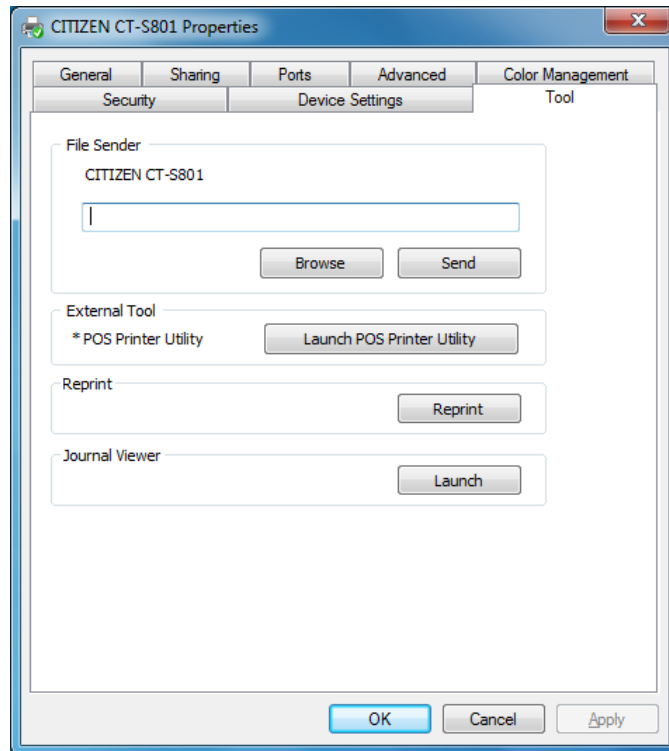 CITIZEN CT-S801 Properties
General Sharing Ports Advanced Color Management
Security Device Settings Tool
File Sender
CITIZEN CT-S801
Browse Send
External Tool
* POS Printer Utility Launch POS Printer Utility
Reprint
Reprint
Journal Viewer
Launch
OK Cancel Apply